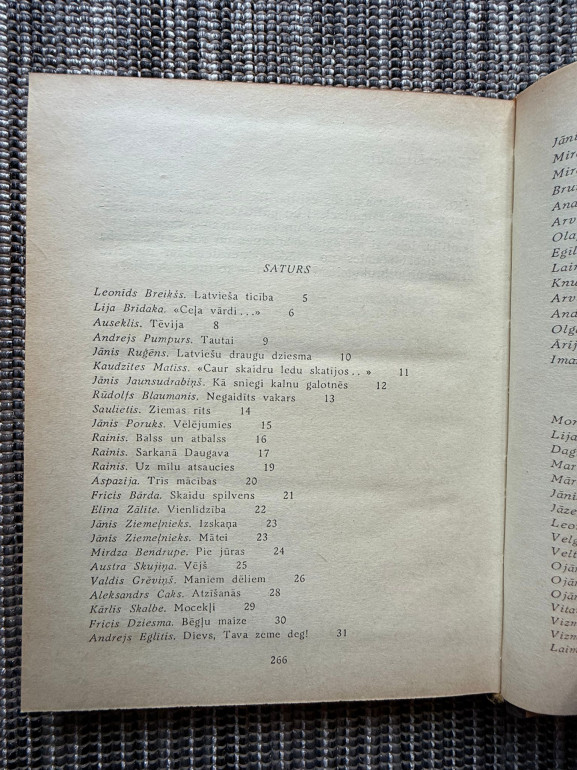 SATURS
Leonīds Breikšs. Latvieša ticība 5
Lija Brīdaka. «Ceļa vārdi...» 6
Auseklis. Tēvija 8
Andrejs Pumpurs. Tautai 9
Jānis Ruģēns. Latviešu draugu dziesma 10
Kaudzītes Matīss. «Caur skaidru ledu skatījos..» 11
Jānis Jaunsudrabiņš. Kā sniegi kalnu galotnēs 12
Rūdolfs Blaumanis. Negaidīts vakars 13
Saulietis. Ziemas rīts 14
Jānis Poruks. Vēlējumies 15
Rainis. Balss un atbalss 16
Rainis. Sarkanā Daugava 17
Rainis. Uz mīlu atsaucies 19
Aspazija. Trīs mācības 20
Fricis Bārda. Skaidu spilvens 21
Elīna Zālīte. Vienlīdzība 22
Jānis Ziemeļnieks. Izskaņa 23
Jānis Ziemeļnieks. Mātei 23
Mirdza Bendrupe. Pie jūras 24
Austra Skujiņa. Vējš 25
Valdis Grēviņš. Maniem dēliem 26
Aleksandrs Čaks. Atzīšanās 28
Kārlis Skalbe. Mocekļi 29
Fricis Dziesma. Bēgļu maize 30
Andrejs Eglītis. Dievs, Tava zeme deg! 31
266